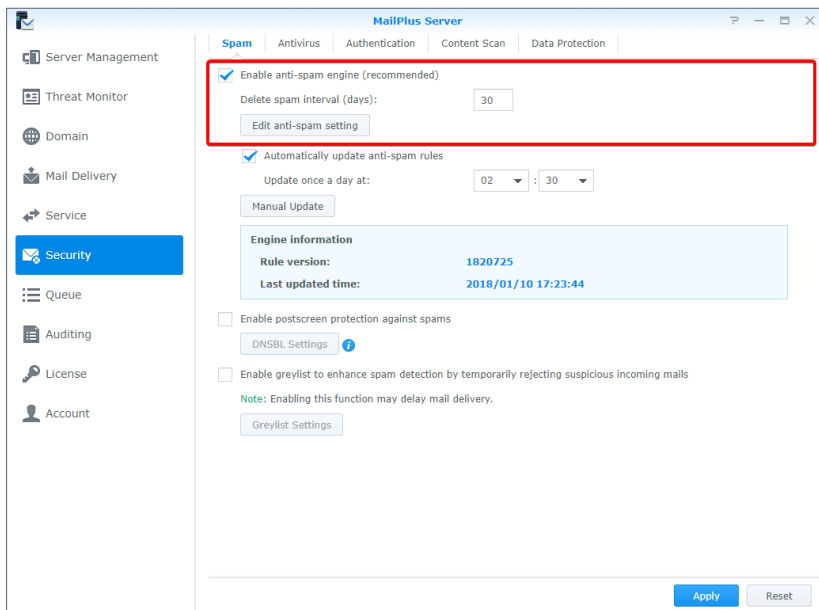 MailPlus Server
Server Management
Threat Monitor
Domain
Mail Delivery
Service
Security
Queue
Auditing
License
Account
Spam Antivirus Authentication Content Scan Data Protection
Enable anti-spam engine (recommended)
Delete spam interval (days): 30
Edit anti-spam setting
Automatically update anti-spam rules
Update once a day at: 02 : 30
Manual Update
Engine information
Rule version: 1820725
Last updated time: 2018/01/10 17:23:44
Enable postscreen protection against spams
DNSBL Settings
Enable greylist to enhance spam detection by temporarily rejecting suspicious incoming mails
Note: Enabling this function may delay mail delivery.
Greylist Settings
Apply Reset